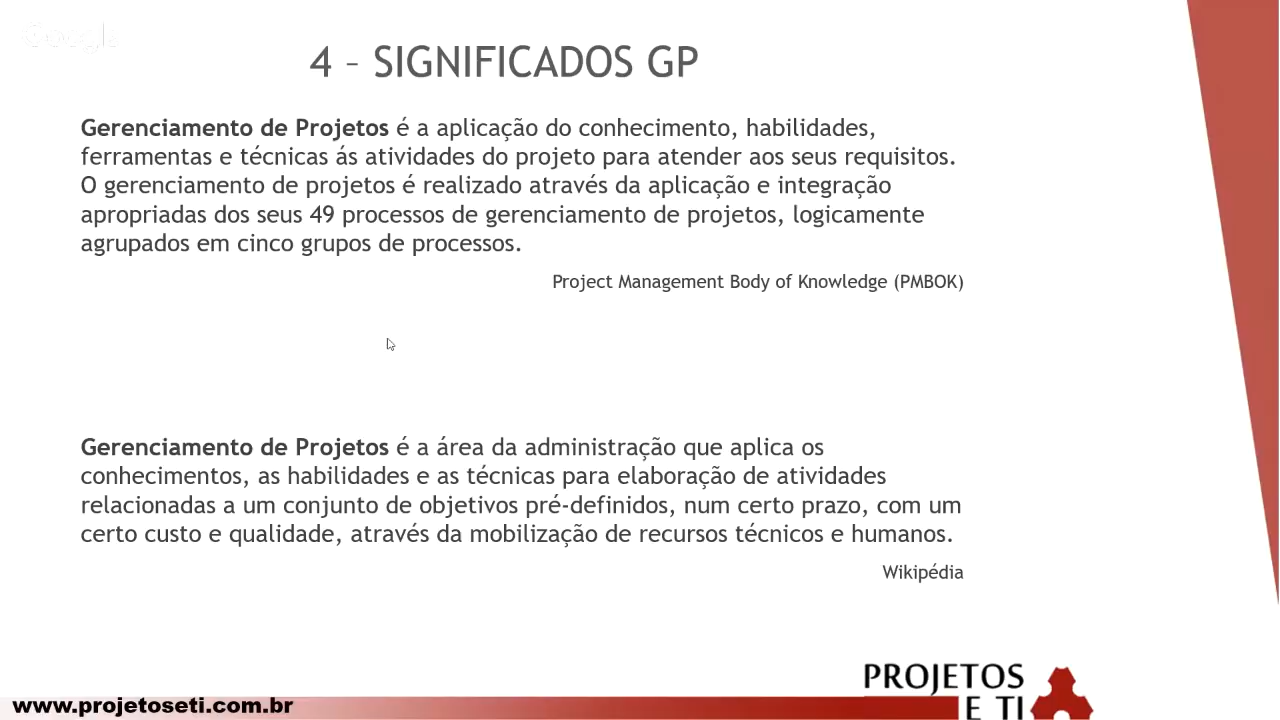 Google
4 – SIGNIFICADOS GP
Gerenciamento de Projetos é a aplicação do conhecimento, habilidades,
ferramentas e técnicas ás atividades do projeto para atender aos seus requisitos.
O gerenciamento de projetos é realizado através da aplicação e integração
apropriadas dos seus 49 processos de gerenciamento de projetos, logicamente
agrupados em cinco grupos de processos.
Project Management Body of Knowledge (PMBOK)
Gerenciamento de Projetos é a área da administração que aplica os
conhecimentos, as habilidades e as técnicas para elaboração de atividades
relacionadas a um conjunto de objetivos pré-definidos, num certo prazo, com um
certo custo e qualidade, através da mobilização de recursos técnicos e humanos.
Wikipédia
PROJETOS
E TI
www.projetoseti.com.br